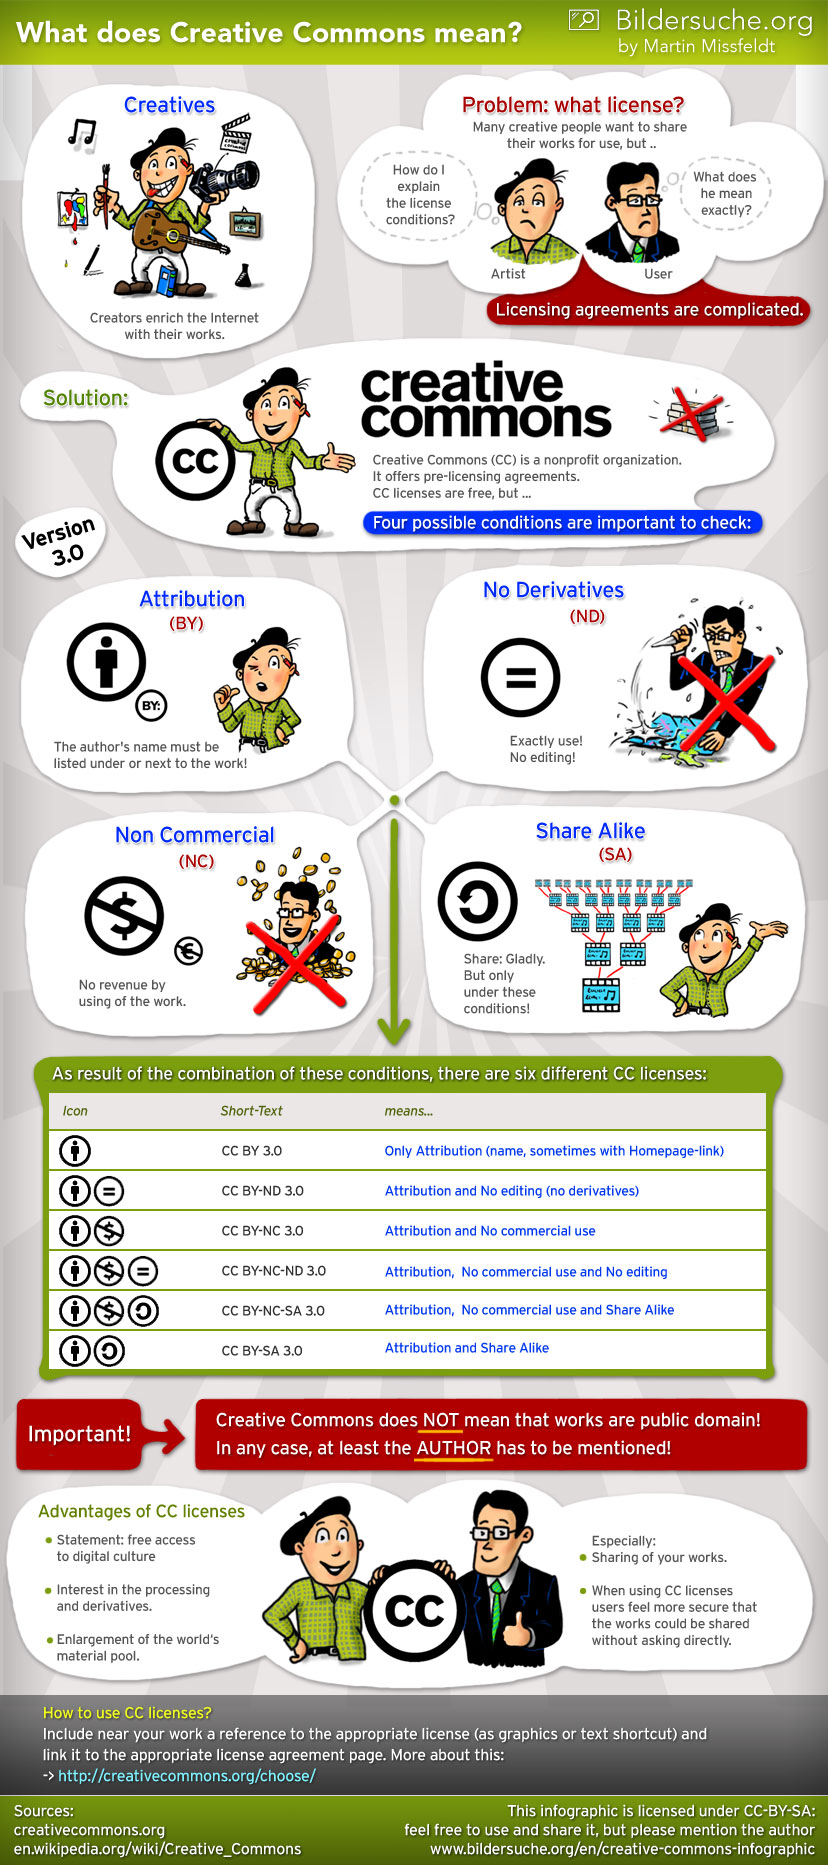 What does Creative Commons mean?
Bildersuche.org
by Martin Missfeldt
Creatives
Creators enrich the Internet
with their works.
Problem: what license?
Many creative people want to share
their works for use, but ..
How do I
explain
the license
conditions?
What does
he mean
exactly?
Artist
User
Licensing agreements are complicated.
Solution:
CC
creative
commons
Creative Commons (CC) is a nonprofit organization.
It offers pre-licensing agreements.
CC licenses are free, but ...
Four possible conditions are important to check:
Version
3.0
Attribution
(BY)
BY:
The author's name must be
listed under or next to the work!
No Derivatives
(ND)
=
Exactly use!
No editing!
Non Commercial
(NC)
$
€
No revenue by
using of the work.
Share Alike
(SA)
Share: Gladly.
But only
under these
conditions!
As result of the combination of these conditions, there are six different CC licenses:
Icon Short-Text means...
CC BY 3.0 Only Attribution (name, sometimes with Homepage-link)
= CC BY-ND 3.0 Attribution and No editing (no derivatives)
$ CC BY-NC 3.0 Attribution and No commercial use
$ = CC BY-NC-ND 3.0 Attribution, No commercial use and No editing
$ CC BY-NC-SA 3.0 Attribution, No commercial use and Share Alike
CC BY-SA 3.0 Attribution and Share Alike
Important!
Creative Commons does NOT mean that works are public domain!
In any case, at least the AUTHOR has to be mentioned!
Advantages of CC licenses
• Statement: free access
to digital culture
• Interest in the processing
and derivatives.
• Enlargement of the world's
material pool.
CC
Especially:
• Sharing of your works.
• When using CC licenses
users feel more secure that
the works could be shared
without asking directly.
How to use CC licenses?
Include near your work a reference to the appropriate license (as graphics or text shortcut) and
link it to the appropriate license agreement page. More about this:
-> http://creativecommons.org/choose/
Sources:
creativecommons.org
en.wikipedia.org/wiki/Creative_Commons
This infographic is licensed under CC-BY-SA:
feel free to use and share it, but please mention the author
www.bildersuche.org/en/creative-commons-infographic